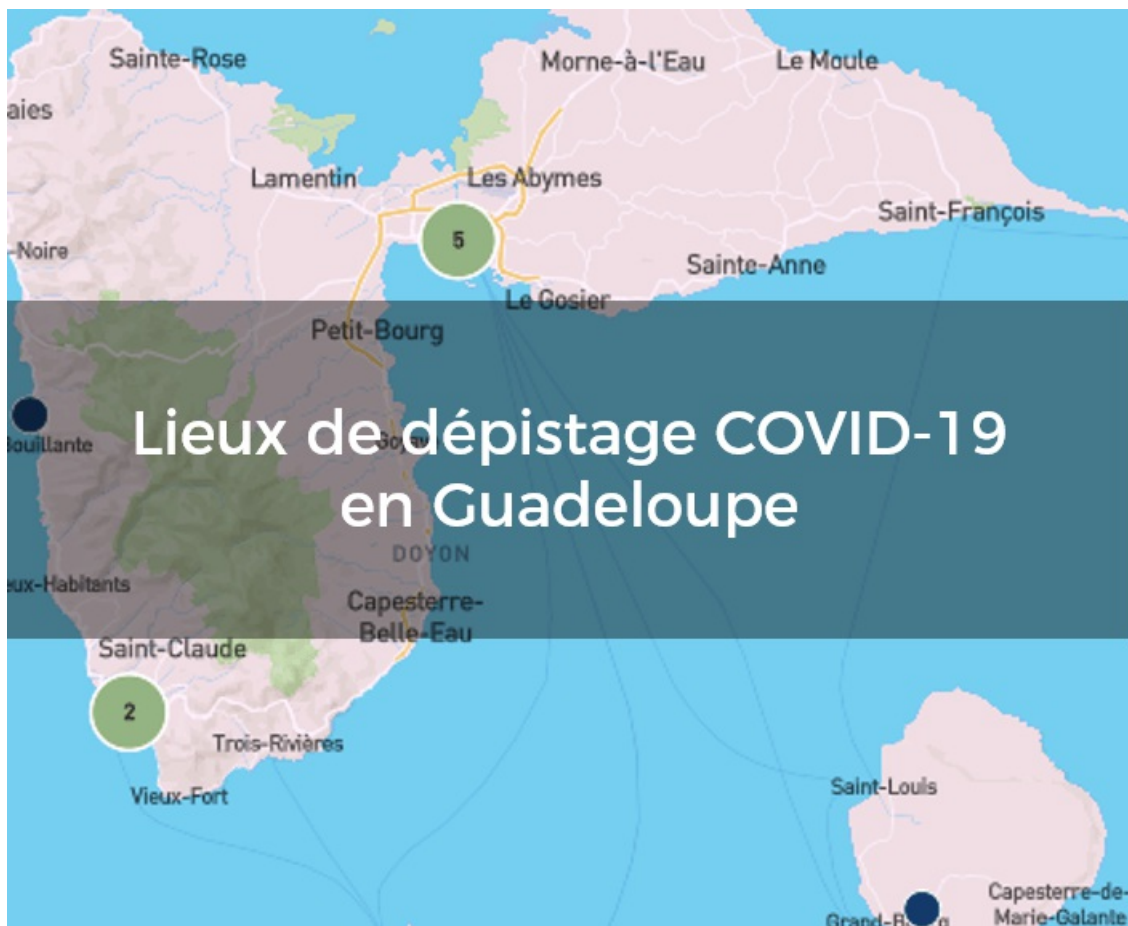 Sainte-Rose
Morne-à-l'Eau
Le Moule
aies
Lamentin
Les Abymes
Saint-François
5
-Noire
Sainte-Anne
Le Gosier
Petit-Bourg
Lieux de dépistage COVID-19
en Guadeloupe
Bouillante
DOYON
eux-Habitants
Capesterre-
Belle-Eau
Saint-Claude
2
Trois-Rivières
Vieux-Fort
Saint-Louis
Capesterre-de-
Marie-Galante